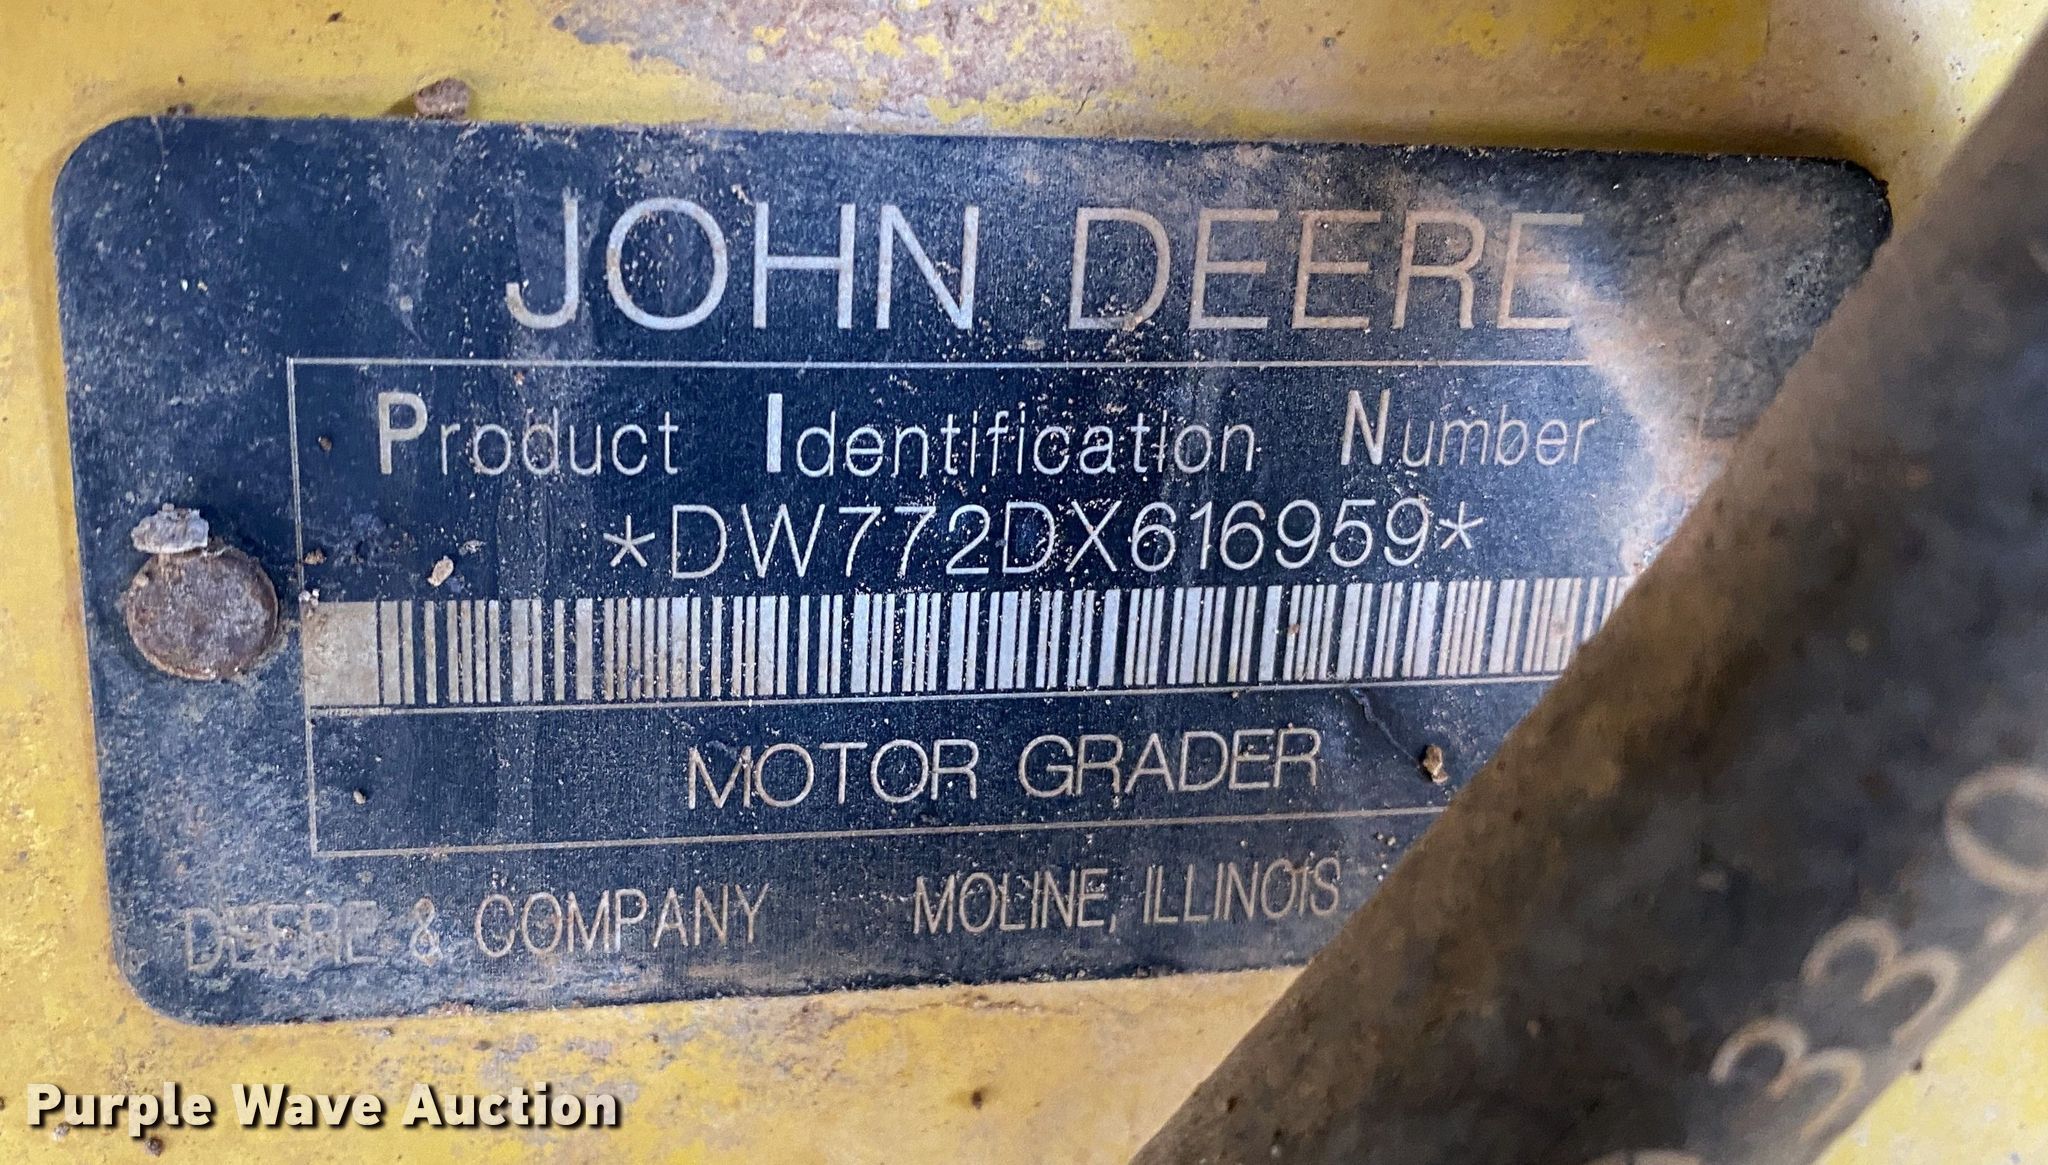 JOHN DEERE
Product Identification Number
*DW772DX616959*
MOTOR GRADER
DEERE & COMPANY MOLINE, ILLINOIS
Purple Wave Auction